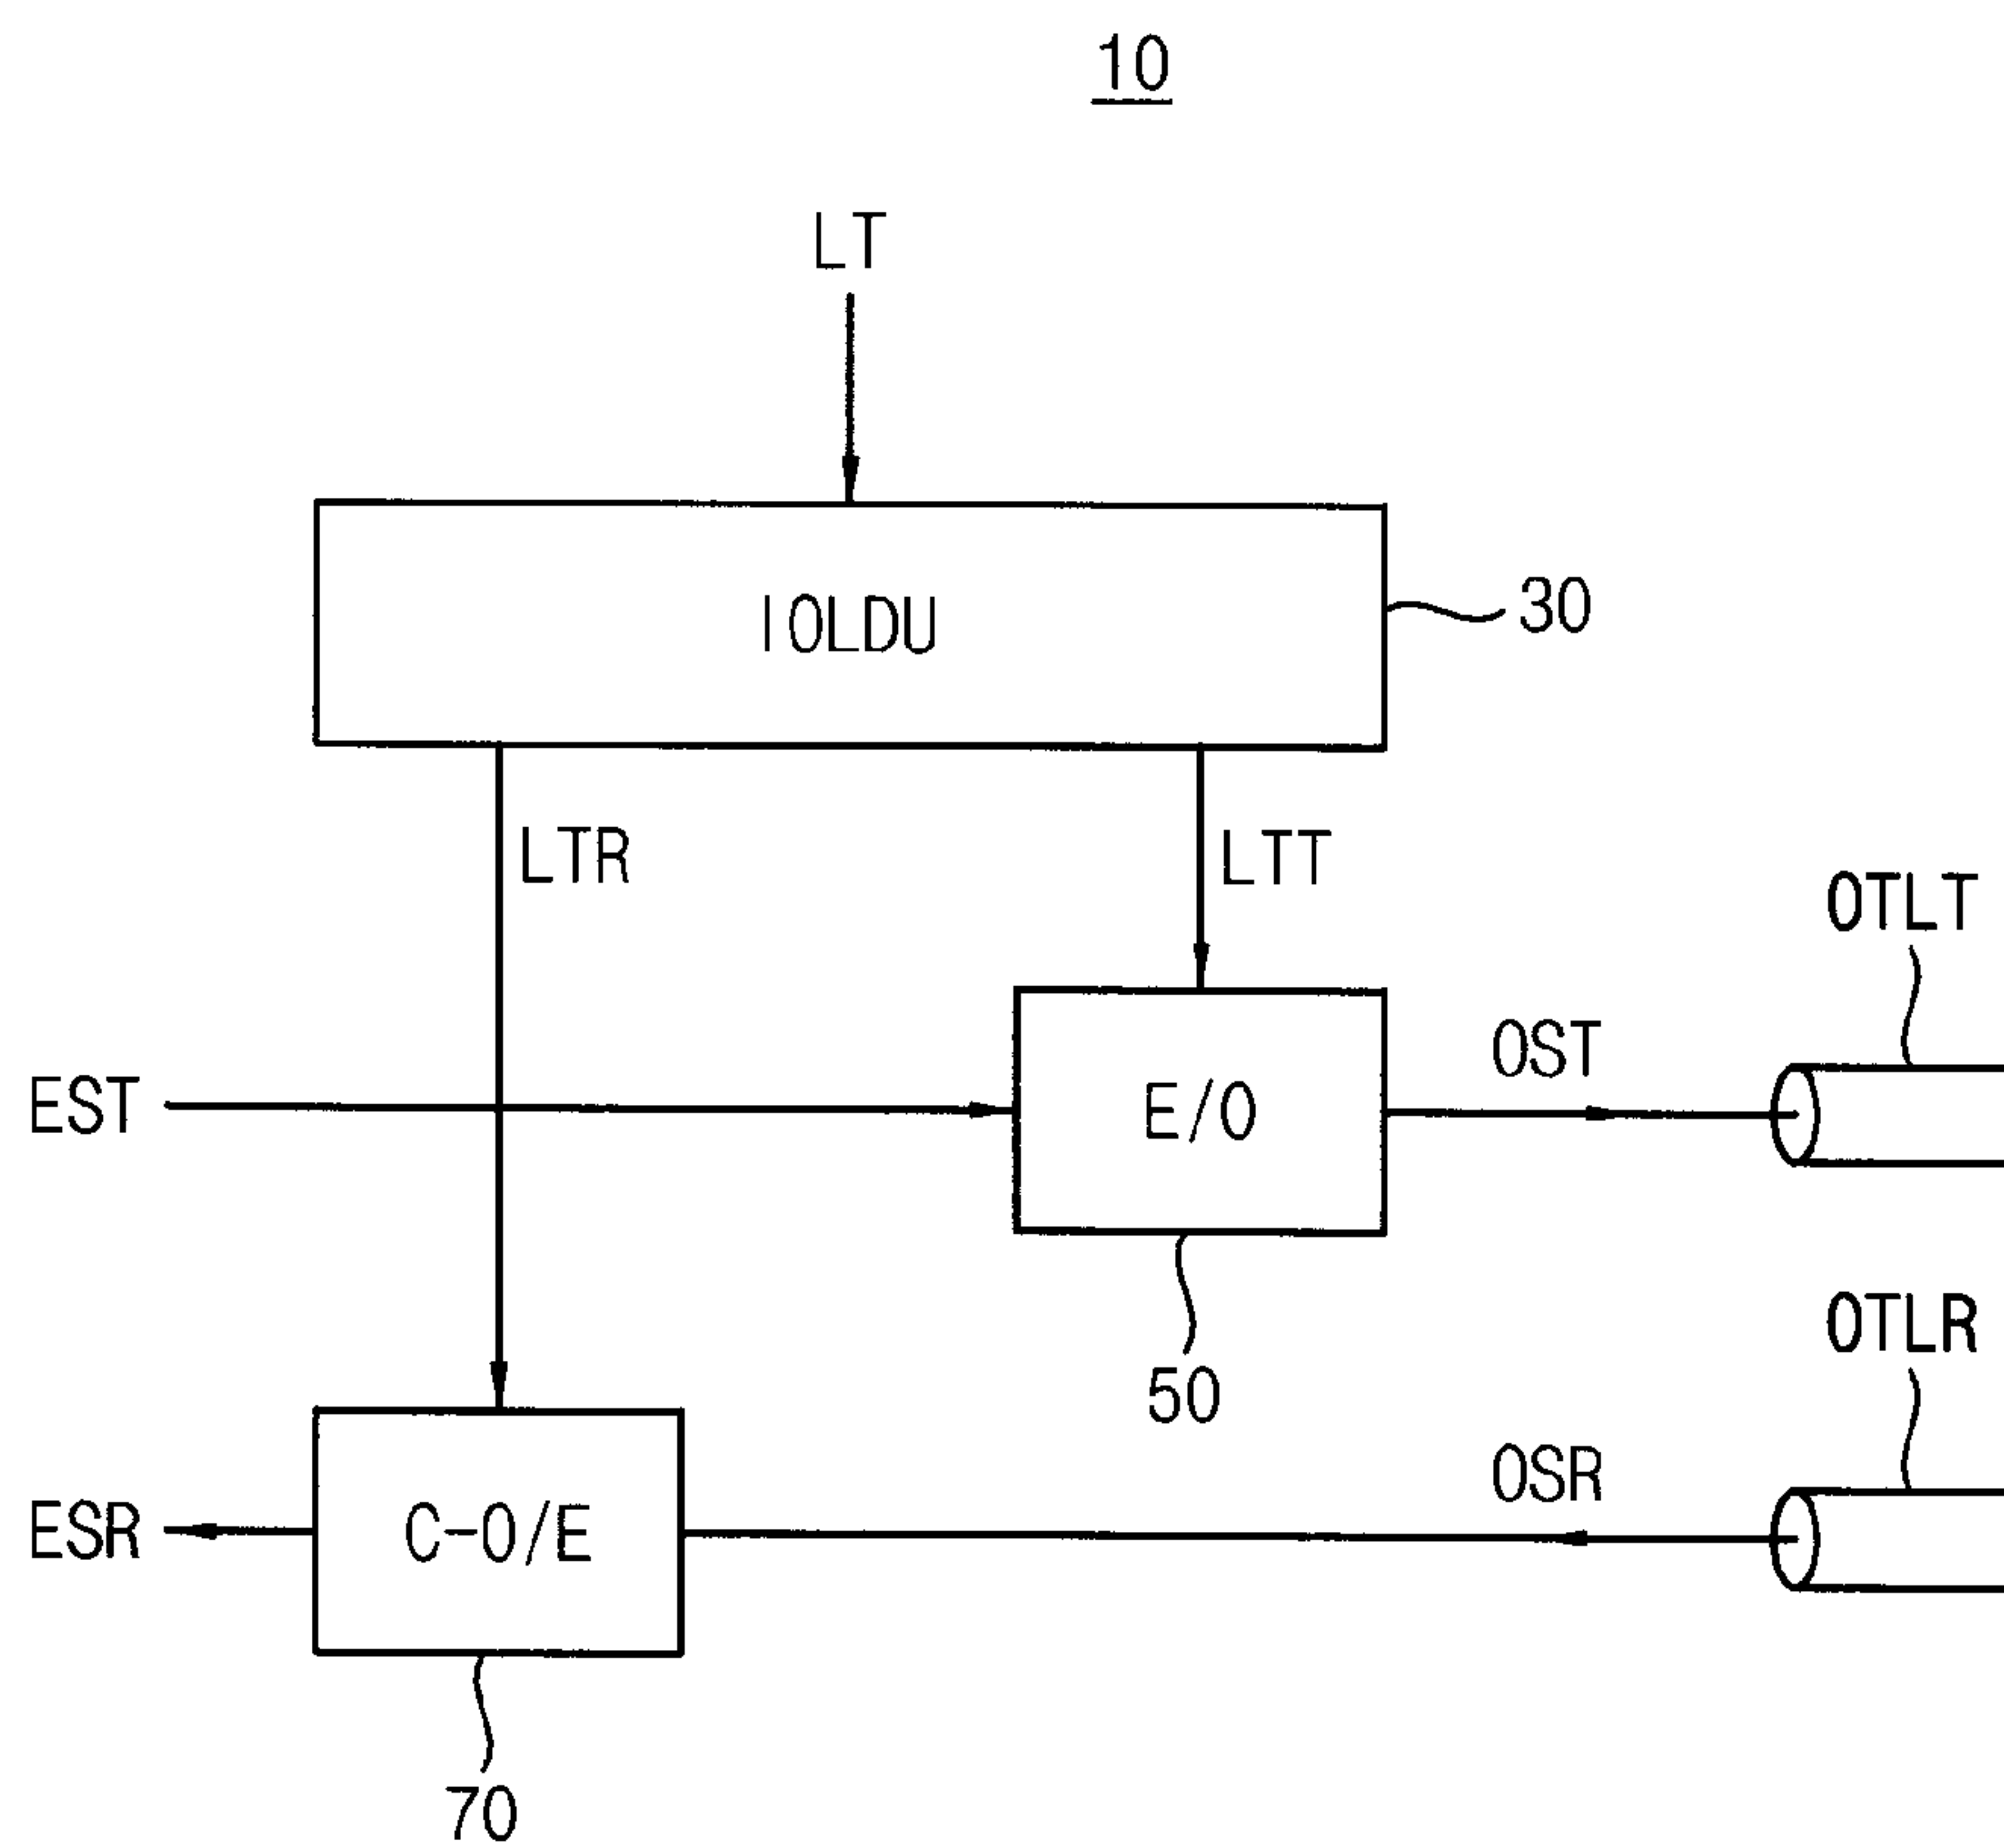 10
LT
IOLDU
30
LTR
LTT
OTLT
EST
E/O
OST
50
OTLR
ESR
C-O/E
OSR
70